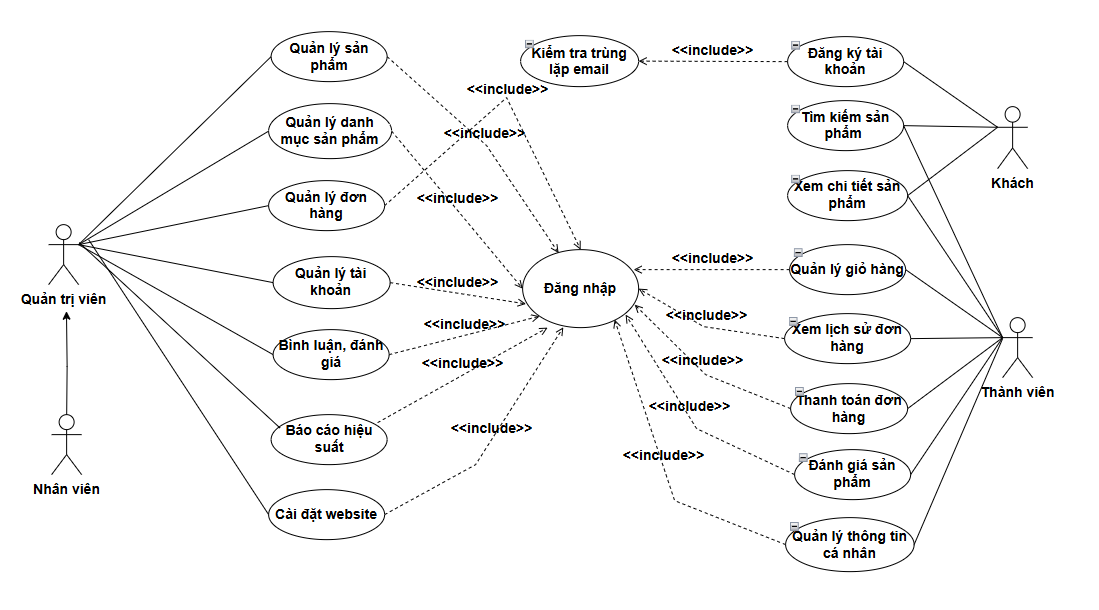 Quản lý sản
phẩm
Quản lý danh
mục sản phẩm
Quản lý đơn
hàng
Quản lý tài
khoản
Bình luận, đánh
giá
Báo cáo hiệu
suất
Cài đặt website
Quản trị viên
Nhân viên
<<include>>
<<include>>
<<include>>
<<include>>
<<include>>
<<include>>
<<include>>
Kiểm tra trùng
lặp email
Đăng nhập
<<include>>
<<include>>
<<include>>
<<include>>
<<include>>
<<include>>
Đăng ký tài
khoản
Tìm kiếm sản
phẩm
Xem chi tiết sản
phẩm
Quản lý giỏ hàng
Xem lịch sử đơn
hàng
Thanh toán đơn
hàng
Đánh giá sản
phẩm
Quản lý thông tin
cá nhân
Khách
Thành viên